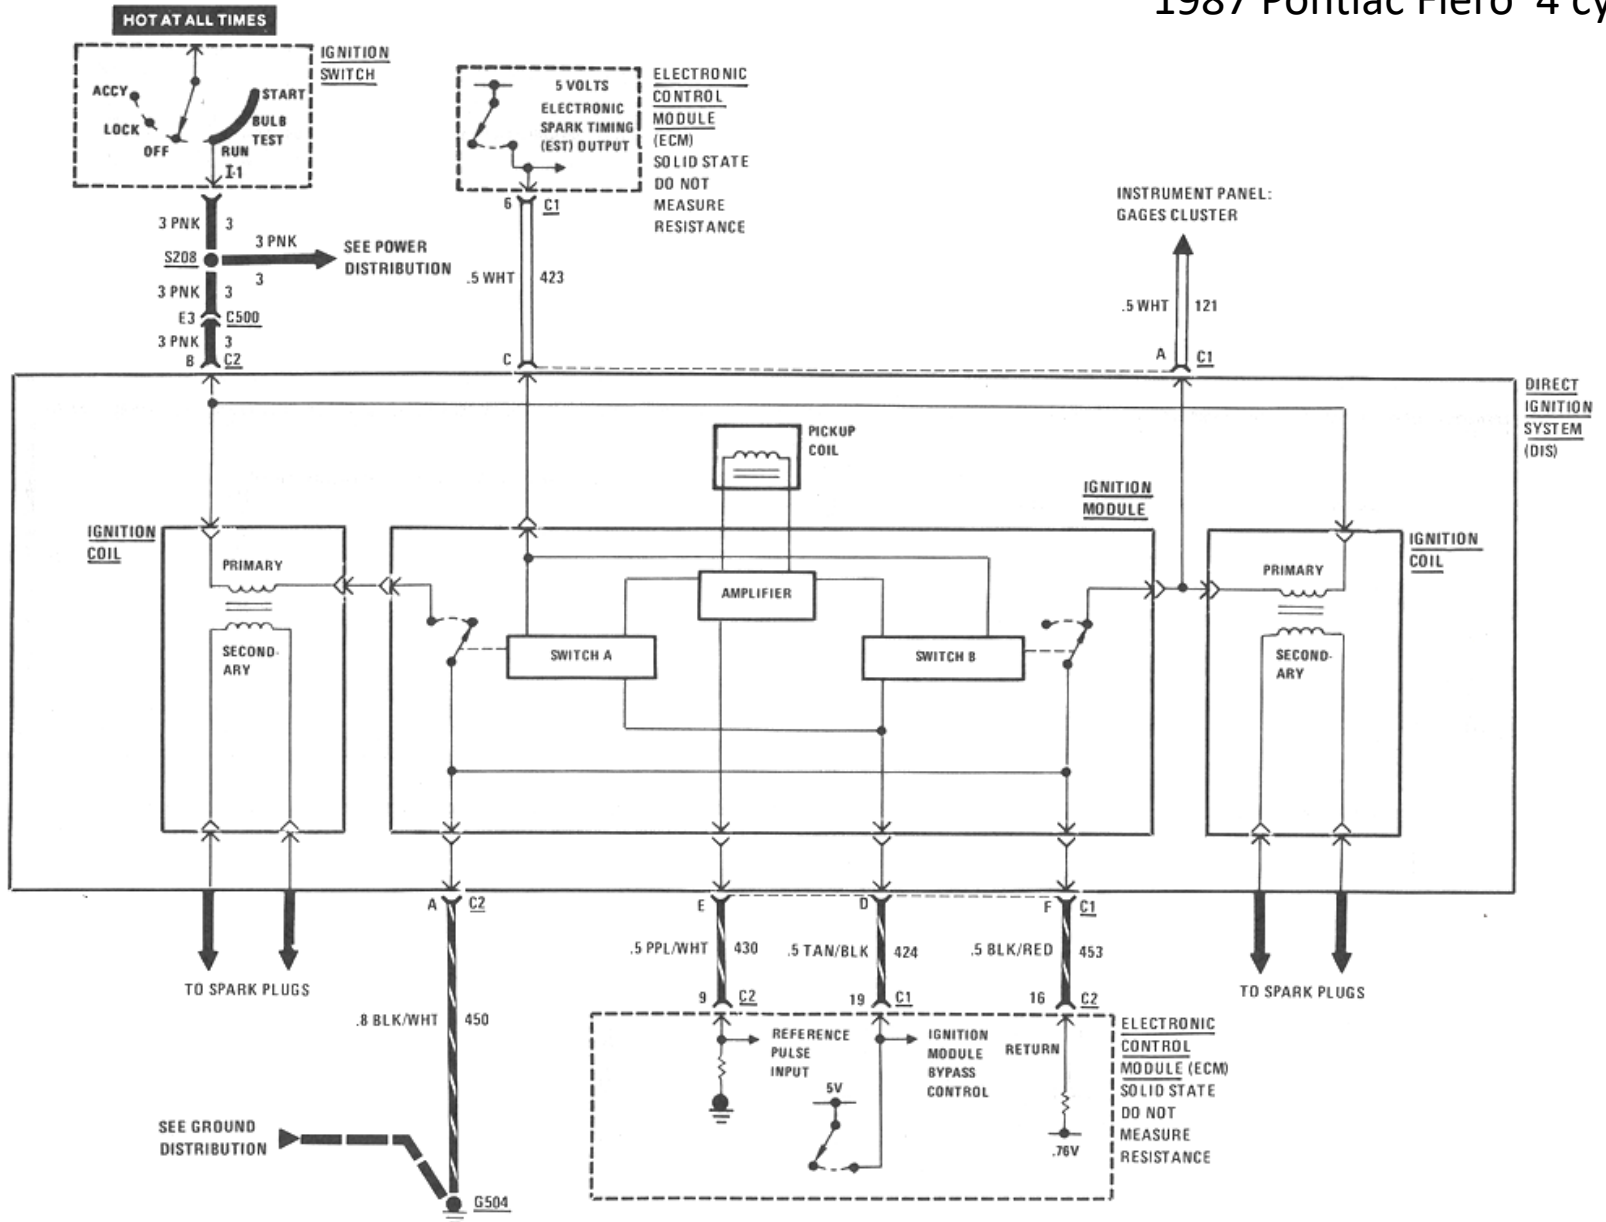 1987 Pontiac Fiero 4 cy
HOT AT ALL TIMES
IGNITION
SWITCH
ACCY
LOCK
OFF
RUN
START
BULB
TEST
I-1
5 VOLTS
ELECTRONIC
SPARK TIMING
(EST) OUTPUT
ELECTRONIC
CONTROL
MODULE
(ECM)
SOLID STATE
DO NOT
MEASURE
RESISTANCE
6 C1
3 PNK 3
S208
3 PNK
3
SEE POWER
DISTRIBUTION
3 PNK 3
E3 C500
3 PNK 3
B C2
.5 WHT 423
C
INSTRUMENT PANEL:
GAGES CLUSTER
.5 WHT 121
A C1
DIRECT
IGNITION
SYSTEM
(DIS)
PICKUP
COIL
IGNITION
MODULE
IGNITION
COIL
PRIMARY
SECOND-
ARY
AMPLIFIER
SWITCH A
SWITCH B
IGNITION
COIL
PRIMARY
SECOND-
ARY
TO SPARK PLUGS
A C2
.8 BLK/WHT 450
E
D
F C1
.5 PPL/WHT 430
.5 TAN/BLK 424
.5 BLK/RED 453
9 C2
19 C1
16 C2
TO SPARK PLUGS
REFERENCE
PULSE
INPUT
IGNITION
MODULE
BYPASS
CONTROL
RETURN
5V
.76V
ELECTRONIC
CONTROL
MODULE (ECM)
SOLID STATE
DO NOT
MEASURE
RESISTANCE
SEE GROUND
DISTRIBUTION
G504